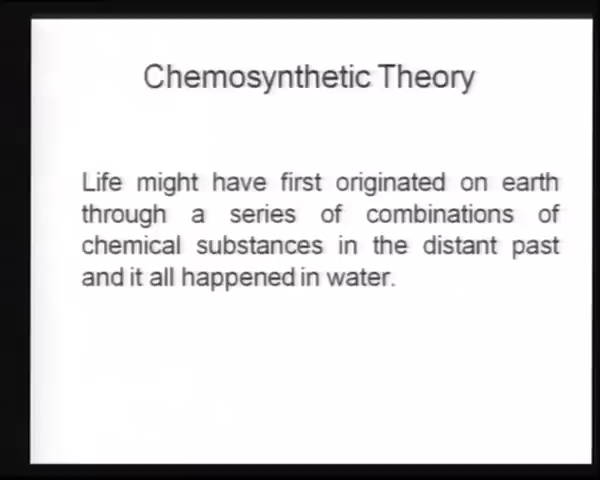 Chemosynthetic Theory
Life might have first originated on earth
through a series of combinations of
chemical substances in the distant past
and it all happened in water.